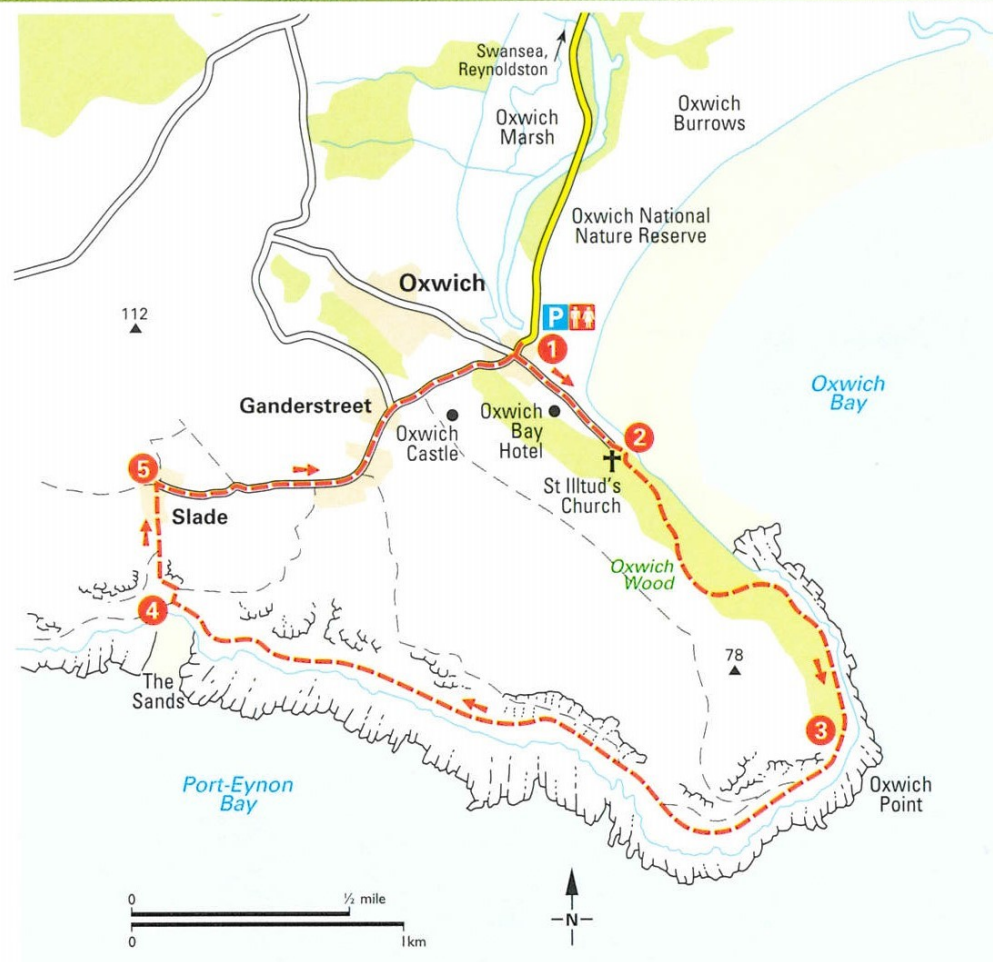 Swansea,
Reynoldston
Oxwich
Marsh
Oxwich
Burrows
Oxwich National
Nature Reserve
Oxwich
112
P
1
Oxwich
Bay
Ganderstreet
Oxwich
Castle
Oxwich
Bay
Hotel
2
5
St Illtud's
Church
Slade
Oxwich
Wood
4
78
The
Sands
3
Port-Eynon
Bay
Oxwich
Point
0
½ mile
N
0
1km